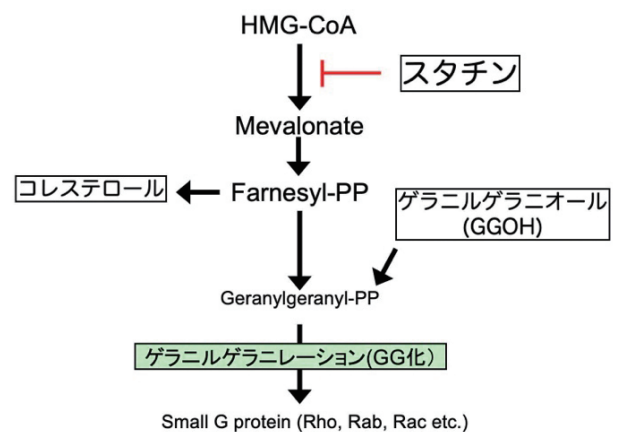 HMG-CoA
スタチン
Mevalonate
コレステロール
Farnesyl-PP
ゲラニルゲラニオール
(GGOH)
Geranylgeranyl-PP
ゲラニルゲラニレーション(GG化）
Small G protein (Rho, Rab, Rac etc.)